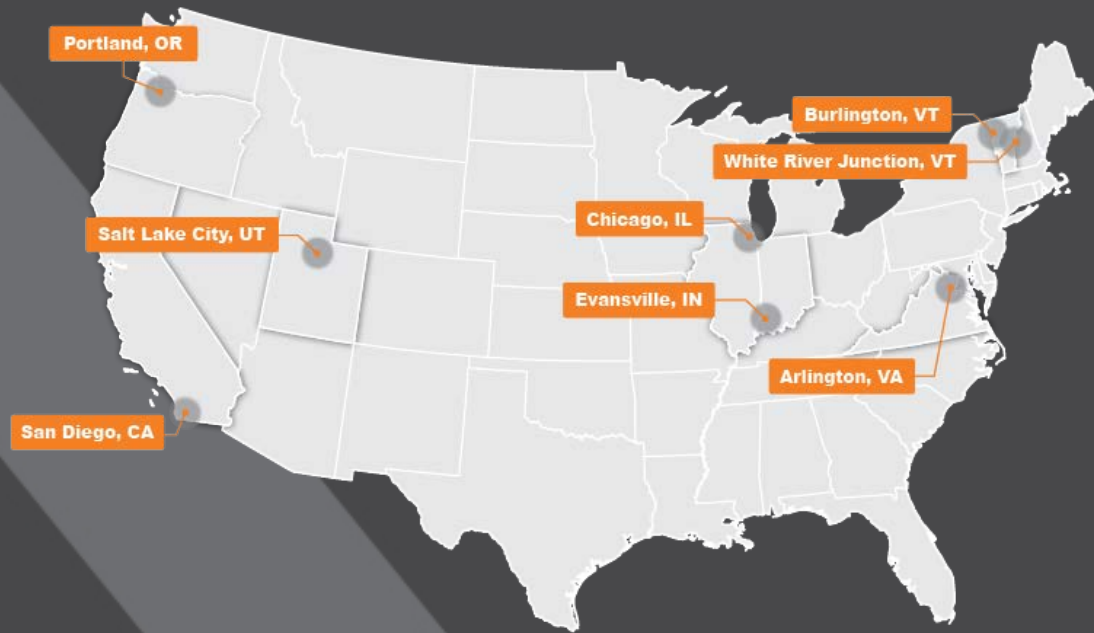 Portland, OR
Burlington, VT
White River Junction, VT
Chicago, IL
Salt Lake City, UT
Evansville, IN
Arlington, VA
San Diego, CA